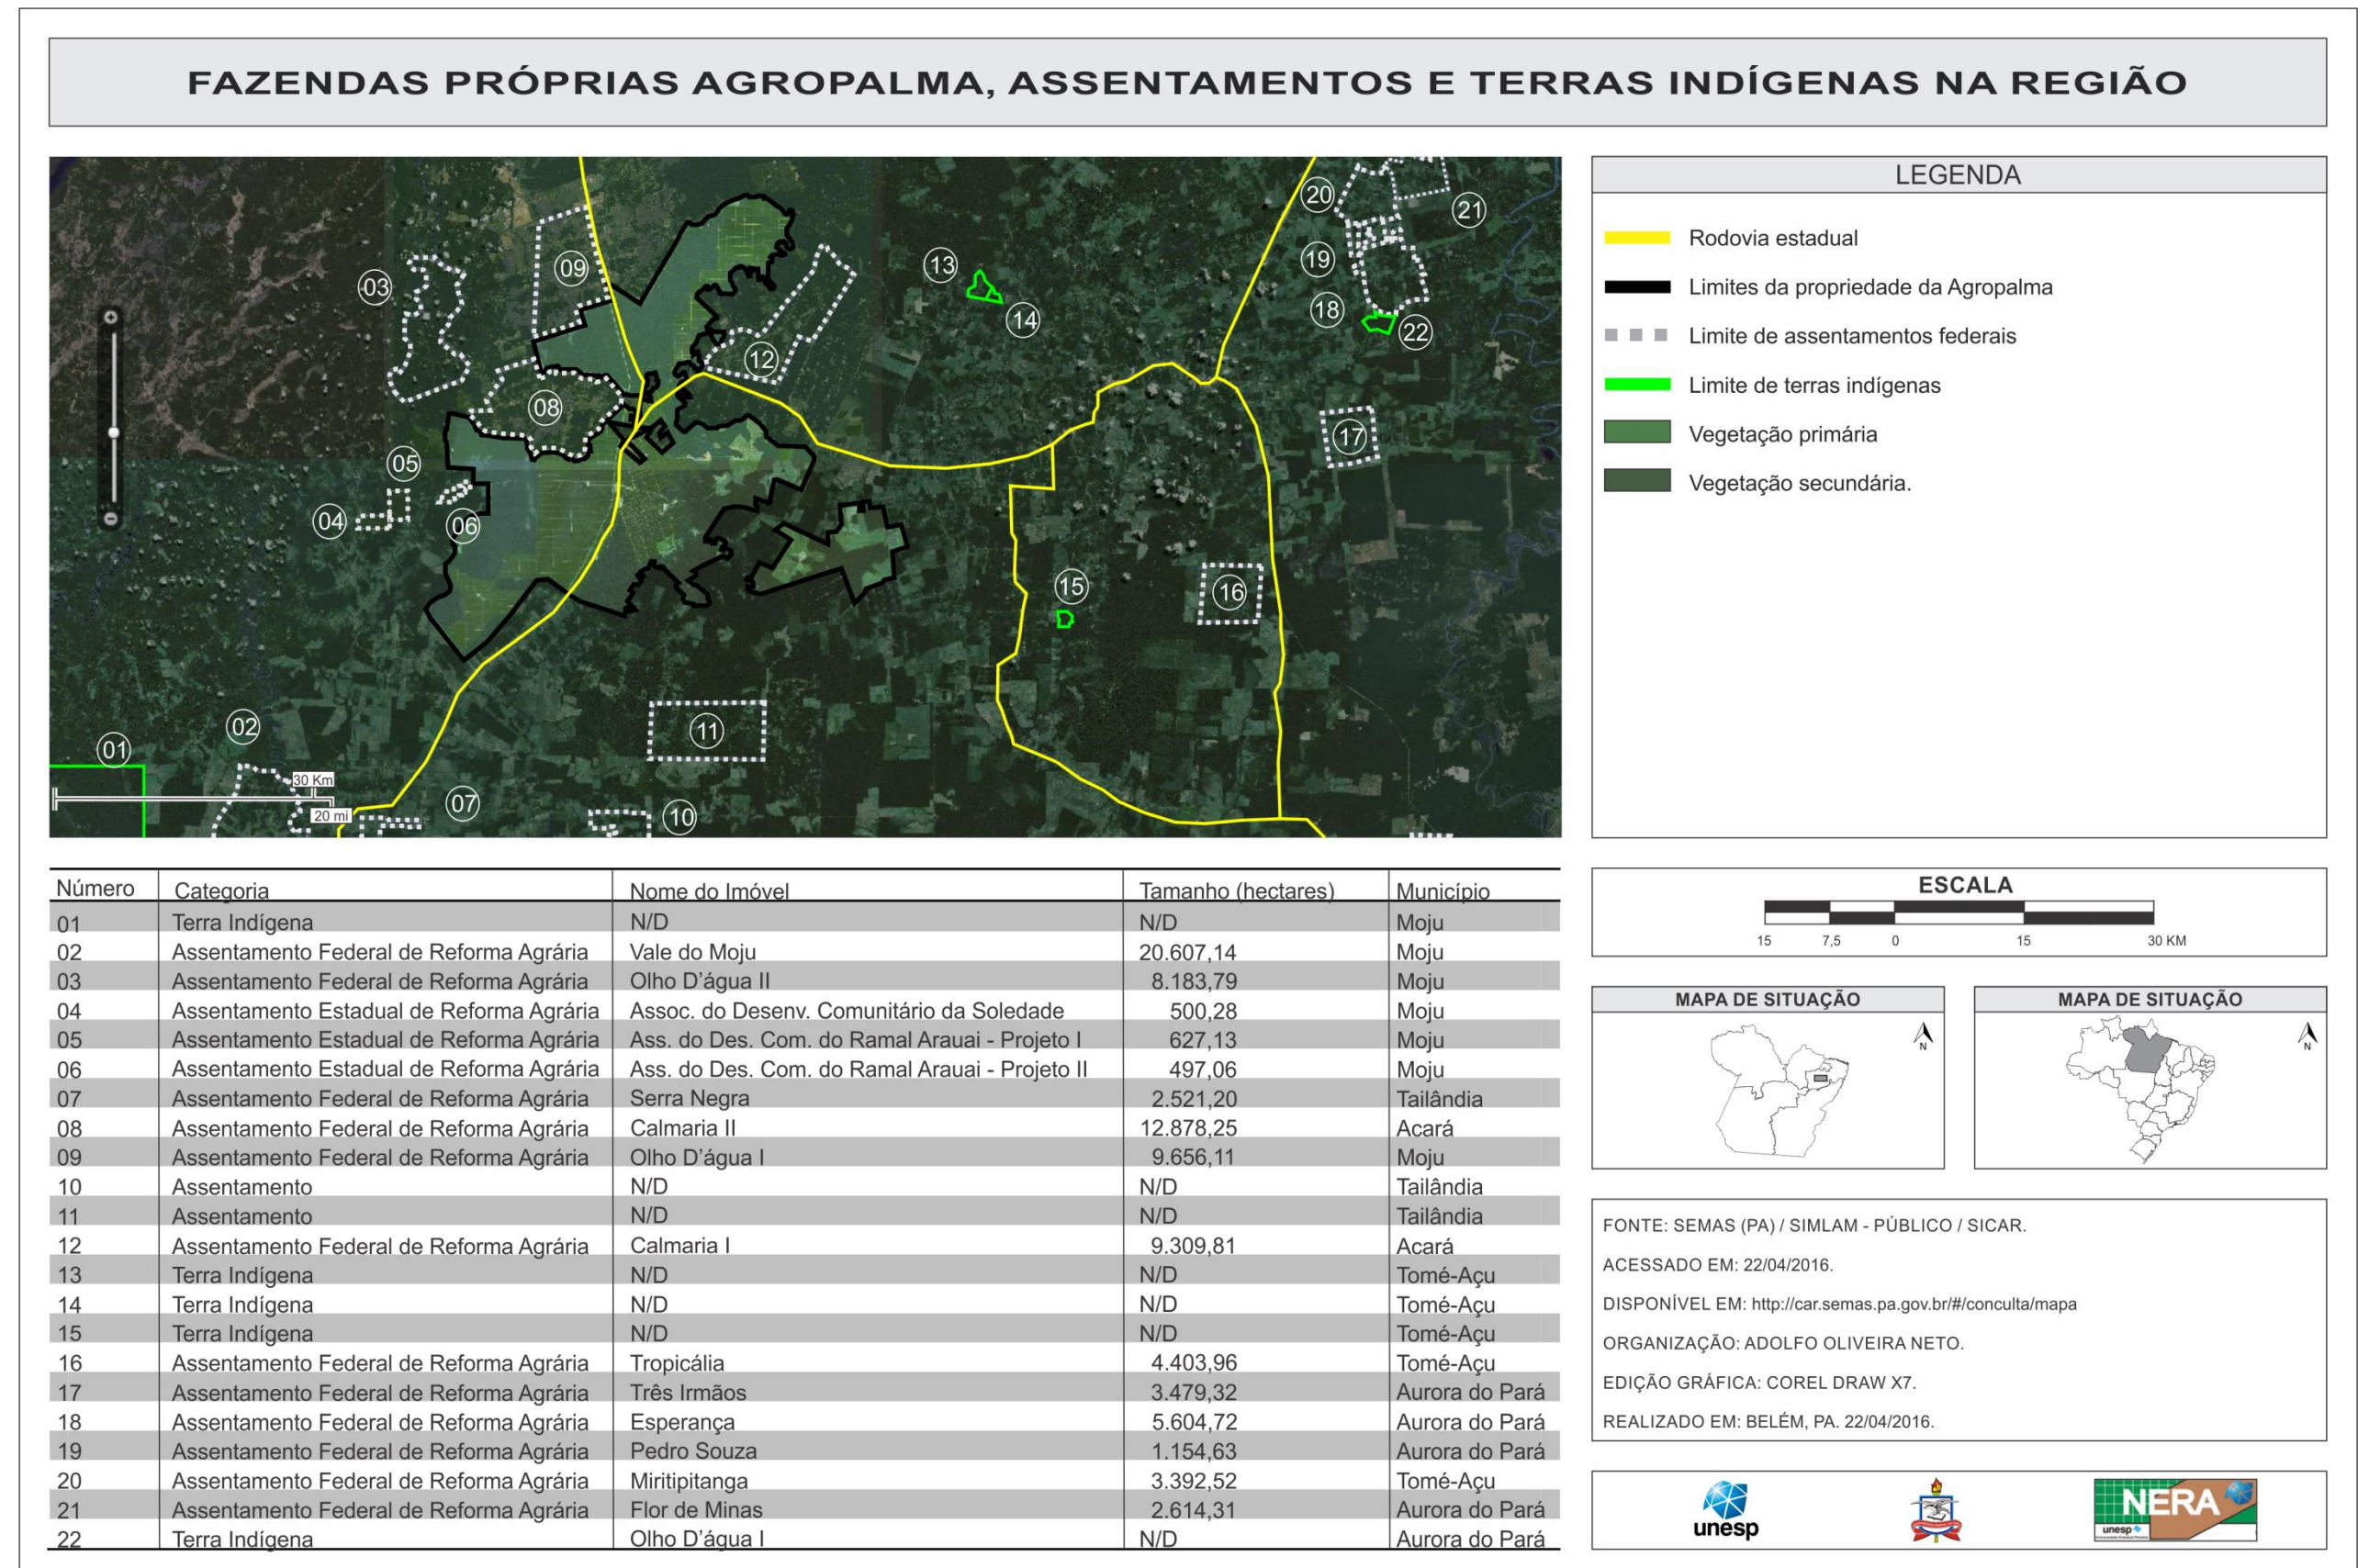 FAZENDAS PRÓPRIAS AGROPALMA, ASSENTAMENTOS E TERRAS INDÍGENAS NA REGIÃO
20
21
09
13
19
03
18
14
22
12
08
17
05
04
06
15
16
02
11
01
30 Km
07
20 mi
10
LEGENDA
Rodovia estadual
Limites da propriedade da Agropalma
Limite de assentamentos federais
Limite de terras indígenas
Vegetação primária
Vegetação secundária.
Número Categoria Nome do Imóvel Tamanho (hectares) Município
01 Terra Indígena N/D N/D Moju
02 Assentamento Federal de Reforma Agrária Vale do Moju 20.607,14 Moju
03 Assentamento Federal de Reforma Agrária Olho D'água II 8.183,79 Moju
04 Assentamento Estadual de Reforma Agrária Assoc. do Desenv. Comunitário da Soledade 500,28 Moju
05 Assentamento Estadual de Reforma Agrária Ass. do Des. Com. do Ramal Arauai - Projeto I 627,13 Moju
06 Assentamento Estadual de Reforma Agrária Ass. do Des. Com. do Ramal Arauai - Projeto II 497,06 Moju
07 Assentamento Federal de Reforma Agrária Serra Negra 2.521,20 Tailândia
08 Assentamento Federal de Reforma Agrária Calmaria II 12.878,25 Acará
09 Assentamento Federal de Reforma Agrária Olho D'água I 9.656,11 Moju
10 Assentamento N/D N/D Tailândia
11 Assentamento N/D N/D Tailândia
12 Assentamento Federal de Reforma Agrária Calmaria I 9.309,81 Acará
13 Terra Indígena N/D N/D Tomé-Açu
14 Terra Indígena N/D N/D Tomé-Açu
15 Terra Indígena N/D N/D Tomé-Açu
16 Assentamento Federal de Reforma Agrária Tropicália 4.403,96 Tomé-Açu
17 Assentamento Federal de Reforma Agrária Três Irmãos 3.479,32 Aurora do Pará
18 Assentamento Federal de Reforma Agrária Esperança 5.604,72 Aurora do Pará
19 Assentamento Federal de Reforma Agrária Pedro Souza 1.154,63 Aurora do Pará
20 Assentamento Federal de Reforma Agrária Miritipitanga 3.392,52 Tomé-Açu
21 Assentamento Federal de Reforma Agrária Flor de Minas 2.614,31 Aurora do Pará
22 Terra Indígena Olho D'água I N/D Aurora do Pará
ESCALA
15 7,5 0 15 30 KM
MAPA DE SITUAÇÃO
N
MAPA DE SITUAÇÃO
N
FONTE: SEMAS (PA) / SIMLAM - PÚBLICO / SICAR.
ACESSADO EM: 22/04/2016.
DISPONÍVEL EM: http://car.semas.pa.gov.br/#/conculta/mapa
ORGANIZAÇÃO: ADOLFO OLIVEIRA NETO.
EDIÇÃO GRÁFICA: COREL DRAW X7.
REALIZADO EM: BELÉM, PA. 22/04/2016.
unesp
NERA
unesp